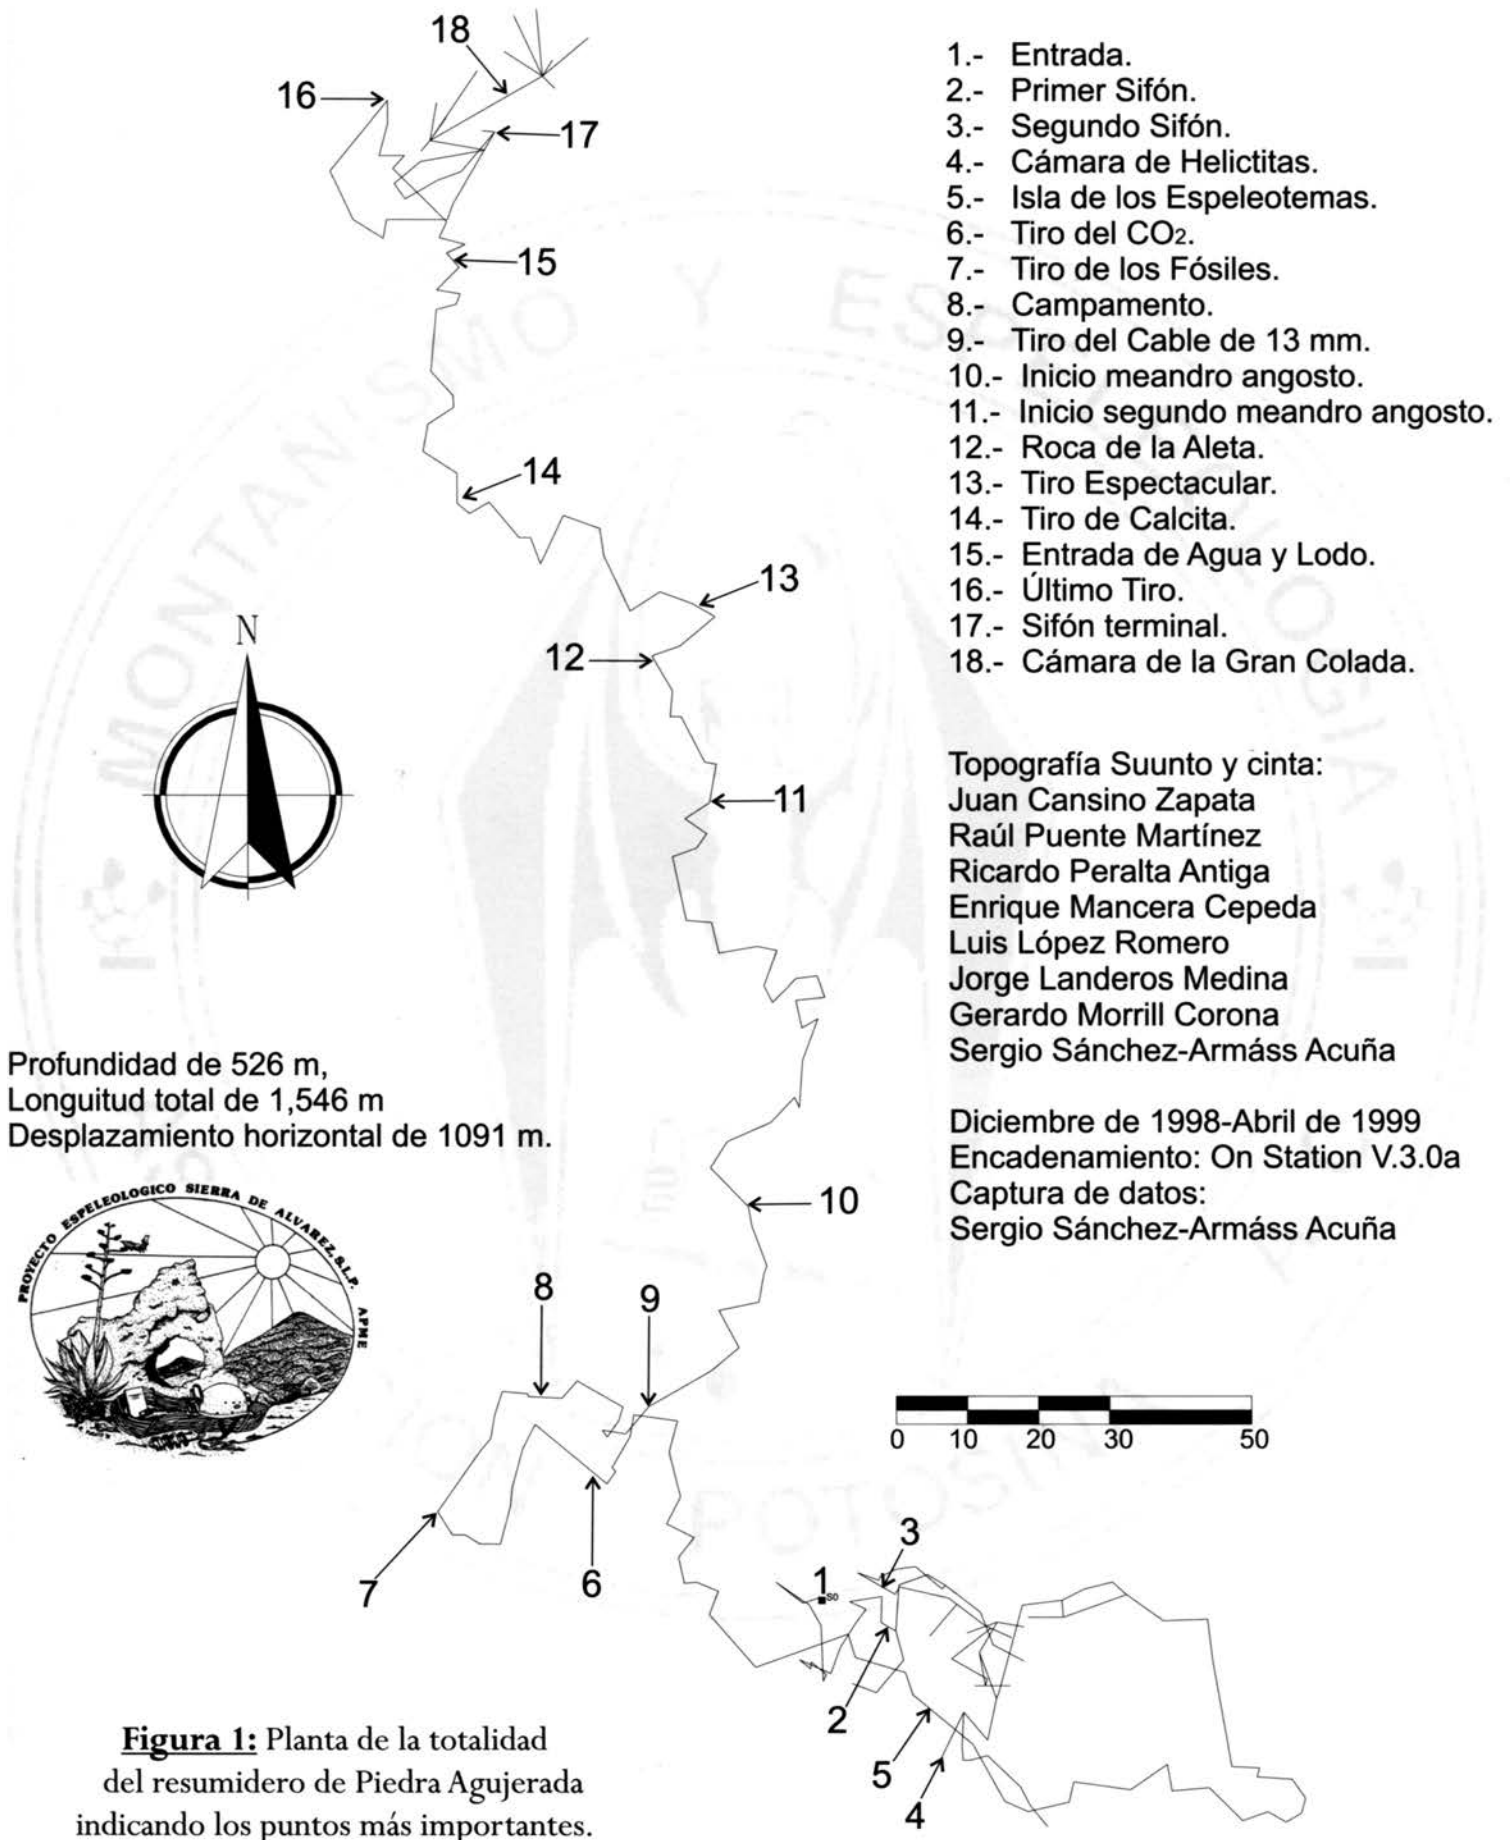 1.- Entrada.
2.- Primer Sifón.
3.- Segundo Sifón.
4.- Cámara de Helictitas.
5.- Isla de los Espeleotemas.
6.- Tiro del CO2.
7.- Tiro de los Fósiles.
8.- Campamento.
9.- Tiro del Cable de 13 mm.
10.- Inicio meandro angosto.
11.- Inicio segundo meandro angosto.
12.- Roca de la Aleta.
13.- Tiro Espectacular.
14.- Tiro de Calcita.
15.- Entrada de Agua y Lodo.
16.- Último Tiro.
17.- Sifón terminal.
18.- Cámara de la Gran Colada.
Topografía Suunto y cinta:
Juan Cansino Zapata
Raúl Puente Martínez
Ricardo Peralta Antiga
Enrique Mancera Cepeda
Luis López Romero
Jorge Landeros Medina
Gerardo Morrill Corona
Sergio Sánchez-Armáss Acuña
Diciembre de 1998-Abril de 1999
Encadenamiento: On Station V.3.0a
Captura de datos:
Sergio Sánchez-Armáss Acuña
18
16
17
15
14
13
12
N
11
10
8
9
7
6
1
SO
3
2
5
4
0 10 20 30 50
Profundidad de 526 m,
Longuitud total de 1,546 m
Desplazamiento horizontal de 1091 m.
PROYECTO ESPELEOLOGICO SIERRA DE ALVAREZ, S.L.P. APME
MONTAÑISMO Y ESPELEOLOGIA
POTOSIN
Figura 1: Planta de la totalidad
del resumidero de Piedra Agujerada
indicando los puntos más importantes.